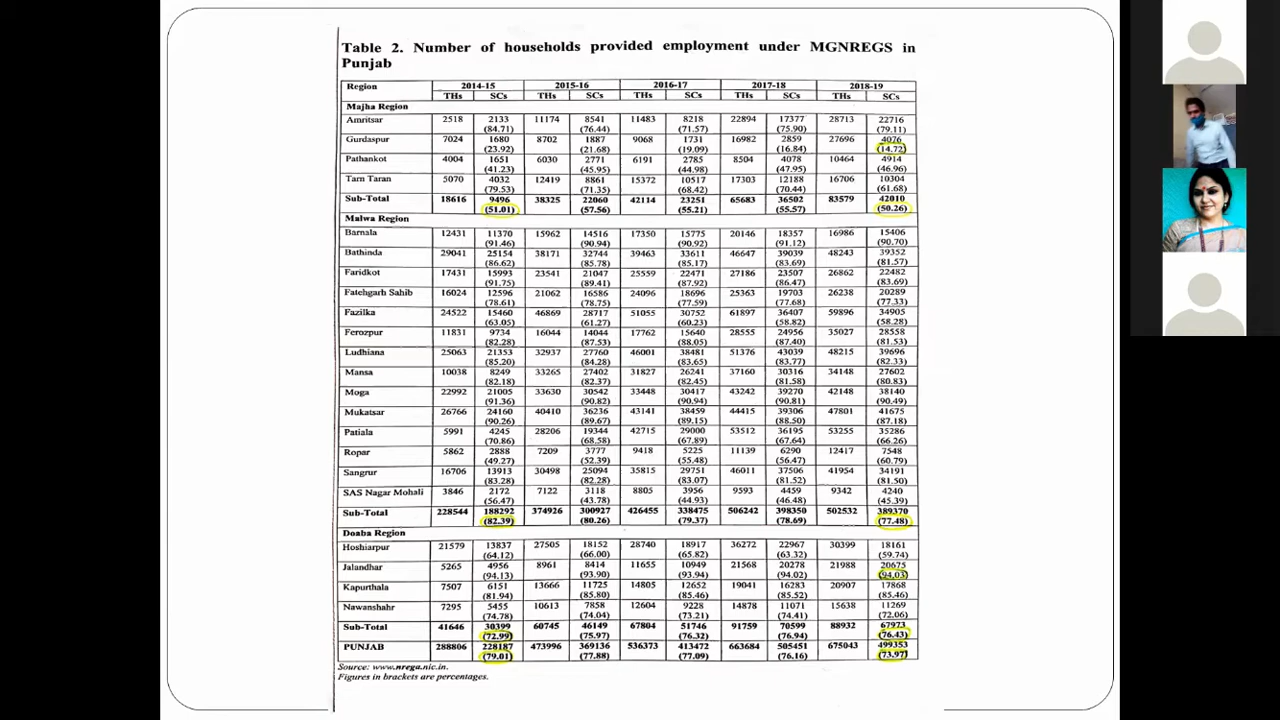 Table 2. Number of households provided employment under MGNREGS in
Punjab
Region 2014-15 2015-16 2016-17 2017-18 2018-19
THs SCs THs SCs THs SCs THs SCs THs SCs
Majha Region
Amritsar 2518 2133 11174 8541 11483 8218 22894 17377 28713 22716
(84.71) (76.44) (71.57) (75.90) (79.11)
Gurdaspur 7024 1680 8702 1887 9068 1731 16982 2859 27696 4076
(23.92) (21.68) (19.09) (16.84) (14.72)
Pathankot 4004 1651 6030 2771 6191 2785 8504 4078 10464 4914
(41.23) (45.95) (44.98) (47.95) (46.96)
Tarn Taran 5070 4032 12419 8861 15372 10517 17303 12188 16706 10304
(79.53) (71.35) (68.42) (70.44) (61.68)
Sub-Total 18616 9496 38325 22060 42114 23251 65683 36502 83579 42010
(51.01) (57.56) (55.21) (55.57) (50.26)
Malwa Region
Barnala 12431 11370 15962 14516 17350 15775 20146 18357 16986 15406
(91.46) (90.94) (90.92) (91.12) (90.70)
Bathinda 29041 25154 38171 32744 39463 33611 46647 39039 48243 39352
(86.62) (85.78) (85.17) (83.69) (81.57)
Faridkot 17431 15993 23541 21047 25559 22471 27186 23507 26862 22482
(91.75) (89.41) (87.92) (86.47) (83.69)
Fatehgarh Sahib 16024 12596 21062 16586 24096 18696 25363 19703 26238 20289
(78.61) (78.75) (77.59) (77.68) (77.33)
Fazilka 24522 15460 46869 28717 51055 30752 61897 36407 59896 34905
(63.05) (61.27) (60.23) (58.82) (58.28)
Ferozpur 11831 9734 16044 14044 17762 15640 28555 24956 35027 28558
(82.28) (87.53) (88.05) (87.40) (81.53)
Ludhiana 25063 21353 32937 27760 46001 38481 51376 43039 48215 39696
(85.20) (84.28) (83.65) (83.77) (82.33)
Mansa 10038 8249 33265 27402 31827 26241 37160 30316 34148 27602
(82.18) (82.37) (82.45) (81.58) (80.83)
Moga 22992 21005 33630 30542 33448 30417 43242 39270 42148 38140
(91.36) (90.82) (90.94) (90.81) (90.49)
Mukatsar 26766 24160 40410 36236 43141 38459 44415 39306 47801 41675
(90.26) (89.67) (89.15) (88.50) (87.18)
Patiala 5991 4245 28206 19344 42715 29000 53512 36195 53255 35286
(70.86) (68.58) (67.89) (67.64) (66.26)
Ropar 5862 2888 7209 3777 9418 5225 11139 6290 12417 7548
(49.27) (52.39) (55.48) (56.47) (60.79)
Sangrur 16706 13913 30498 25094 35815 29751 46011 37506 41954 34191
(83.28) (82.28) (83.07) (81.52) (81.50)
SAS Nagar Mohali 3846 2172 7122 3118 8805 3956 9593 4459 9342 4240
(56.47) (43.78) (44.93) (46.48) (45.39)
Sub-Total 228544 188292 374926 300927 426455 338475 506242 398350 502532 389370
(82.39) (80.26) (79.37) (78.69) (77.48)
Doaba Region
Hoshiarpur 21579 13837 27505 18152 28740 18917 36272 22967 30399 18161
(64.12) (66.00) (65.82) (63.32) (59.74)
Jalandhar 5265 4956 8961 8414 11655 10949 21568 20278 21988 20675
(94.13) (93.90) (93.94) (94.02) (94.03)
Kapurthala 7507 6151 13666 11725 14805 12652 19041 16283 20907 17868
(81.94) (85.80) (85.46) (85.52) (85.46)
Nawanshahr 7295 5455 10613 7858 12604 9228 14878 11071 15638 11269
(74.78) (74.04) (73.21) (74.41) (72.06)
Sub-Total 41646 30399 60745 46149 67804 51746 91759 70599 88932 67973
(72.99) (75.97) (76.32) (76.94) (76.43)
PUNJAB 288806 228187 473996 369136 536373 413472 663684 505451 675043 499353
(79.01) (77.88) (77.09) (76.16) (73.97)
Source: www.nrega.nic.in.
Figures in brackets are percentages.